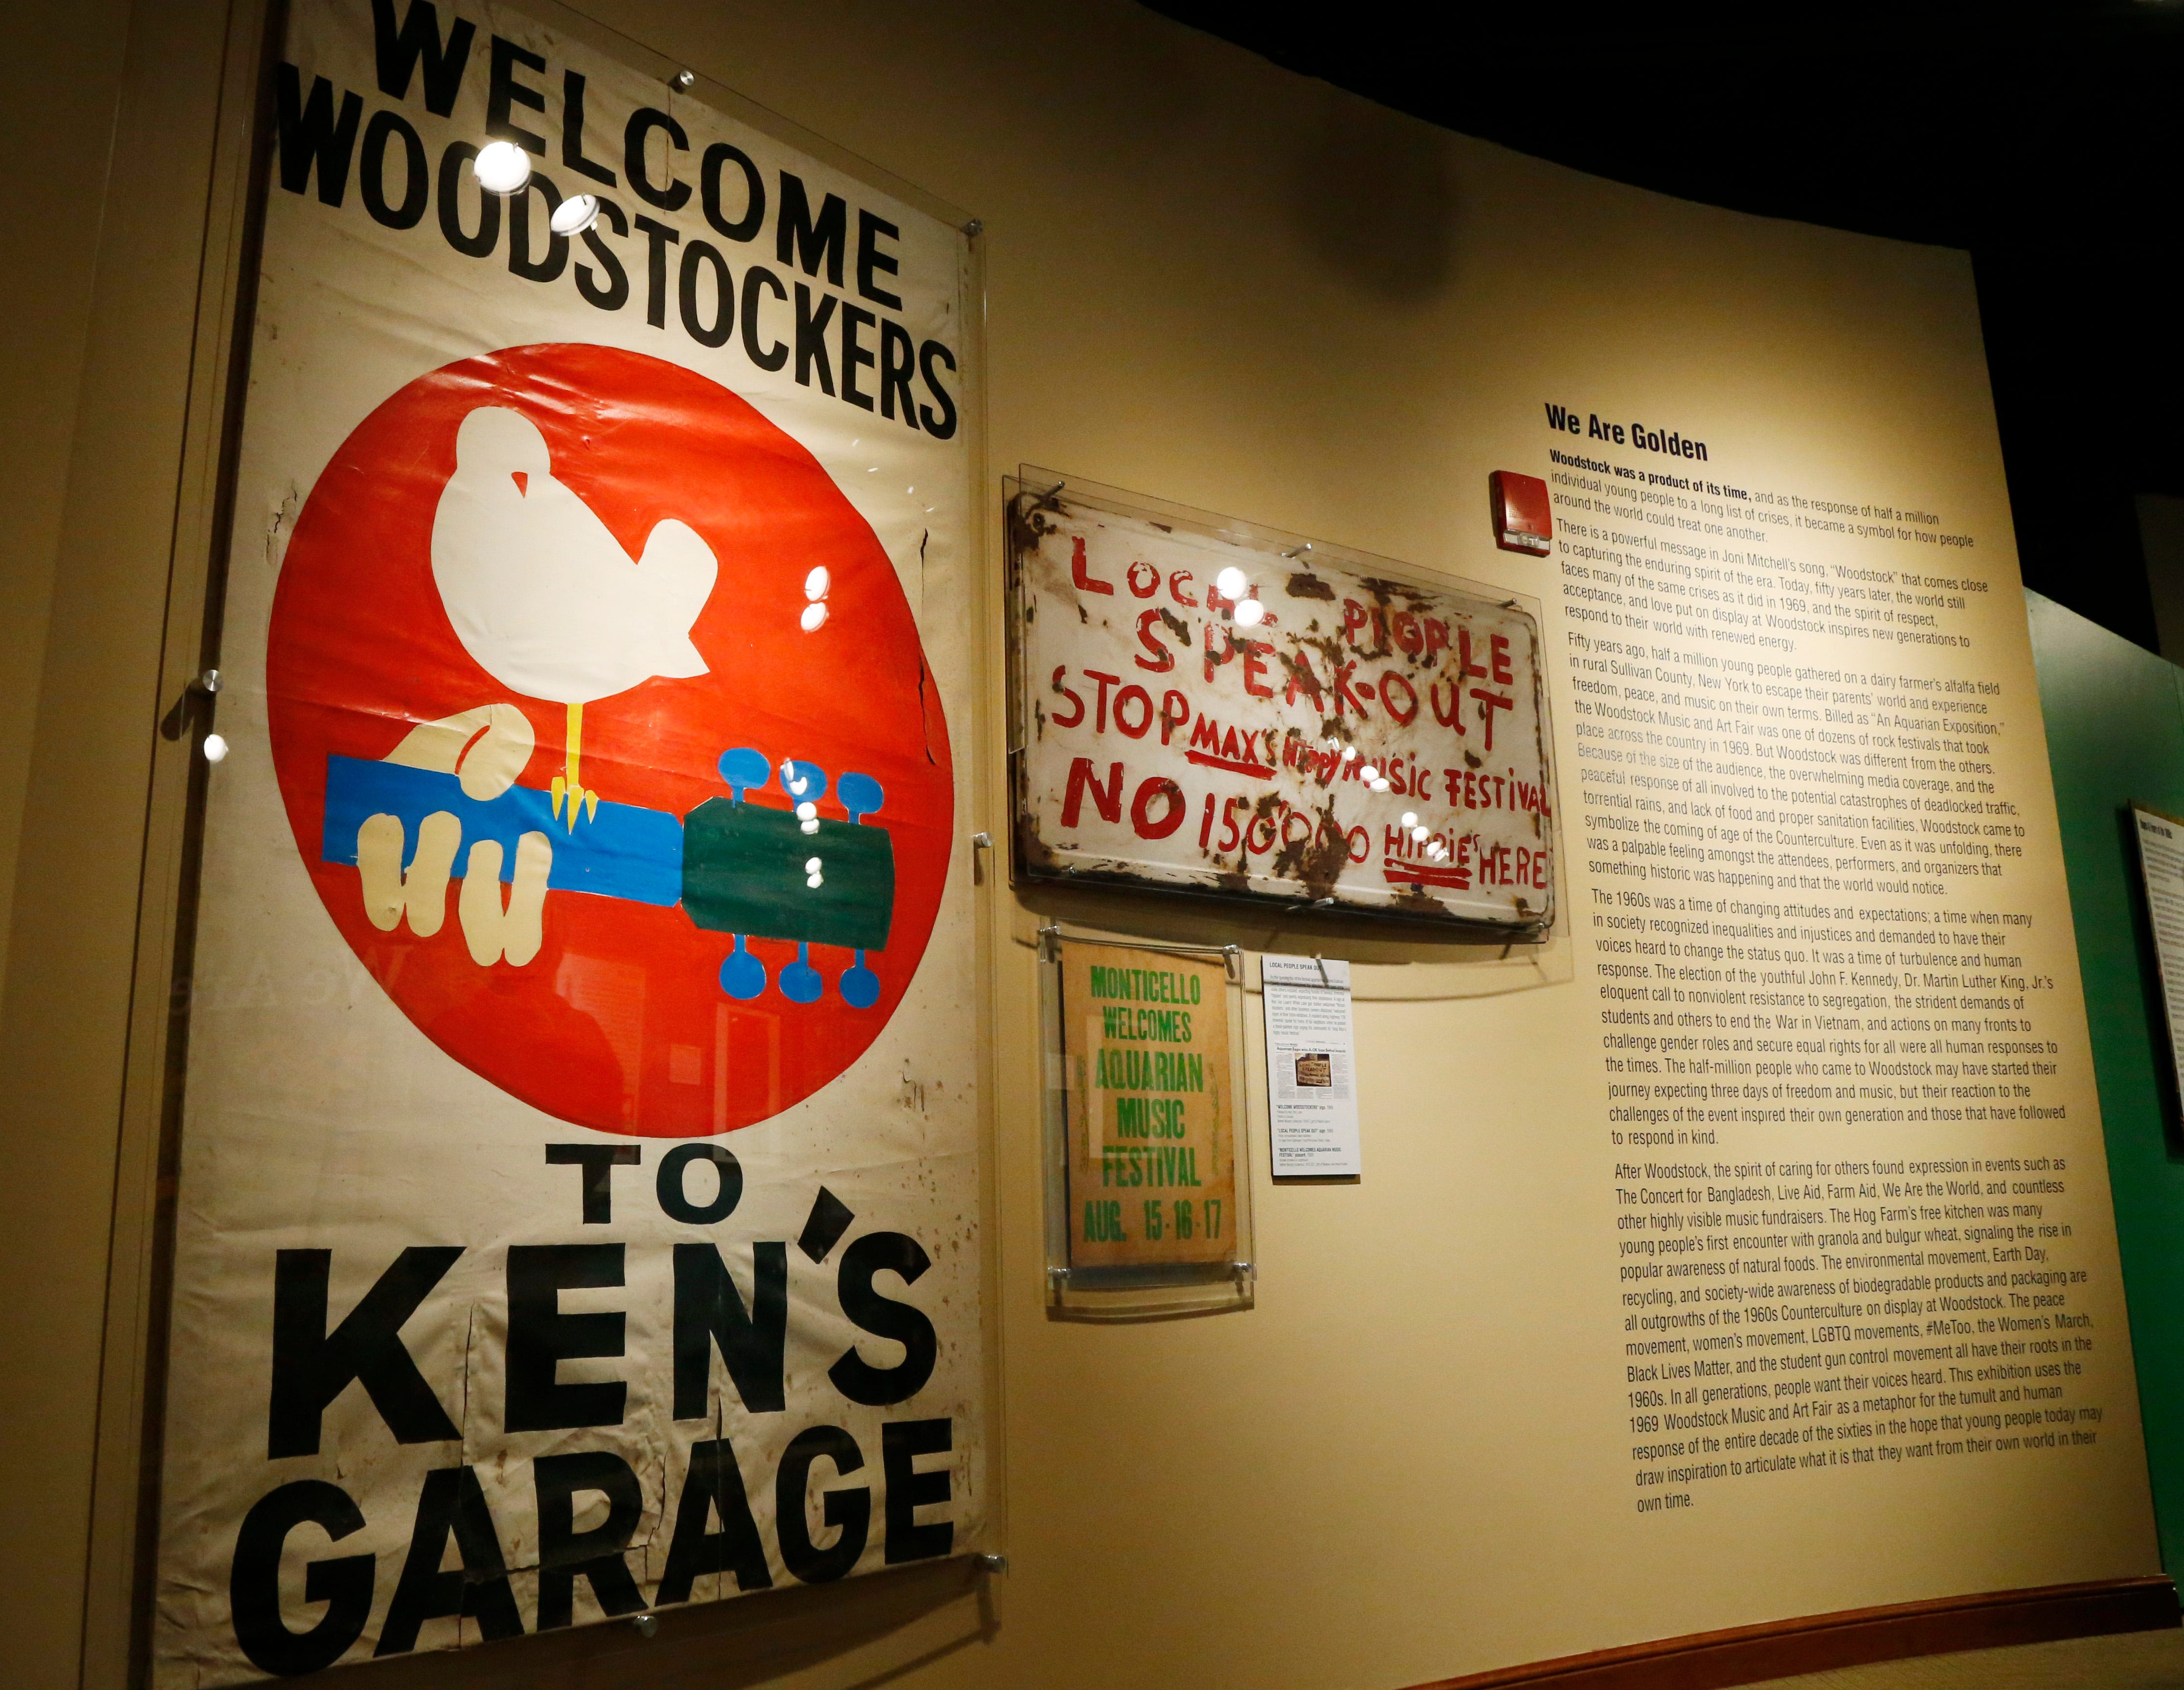 WELCOME
WOODSTOCKERS
TO
KEN'S
GARAGE
LOCAL PEOPLE
SPEAK-OUT
STOP MAX'S HIPPY MUSIC FESTIVAL
NO 150'000 HIPPIE'S HERE
MONTICELLO
WELCOMES
AQUARIAN
MUSIC
FESTIVAL
AUG. 15-16-17
LOCAL PEOPLE SPEAK OUT
"WELCOME WOODSTOCKERS"
"LOCAL PEOPLE SPEAK OUT"
"MONTICELLO WELCOMES AQUARIAN MUSIC
FESTIVAL"
We Are Golden
Woodstock was a product of its time, and as the response of half a million
individual young people to a long list of crises, it became a symbol for how people
around the world could treat one another.
There is a powerful message in Joni Mitchell's song, "Woodstock" that comes close
to capturing the enduring spirit of the era. Today, fifty years later, the world still
faces many of the same crises as it did in 1969, and the spirit of respect,
acceptance, and love put on display at Woodstock inspires new generations to
respond to their world with renewed energy.
Fifty years ago, half a million young people gathered on a dairy farmer's alfalfa field
in rural Sullivan County, New York to escape their parents' world and experience
freedom, peace, and music on their own terms. Billed as "An Aquarian Exposition,"
the Woodstock Music and Art Fair was one of dozens of rock festivals that took
place across the country in 1969. But Woodstock was different from the others.
Because of the size of the audience, the overwhelming media coverage, and the
peaceful response of all involved to the potential catastrophes of deadlocked traffic,
torrential rains, and lack of food and proper sanitation facilities, Woodstock came to
symbolize the coming of age of the Counterculture. Even as it was unfolding, there
was a palpable feeling amongst the attendees, performers, and organizers that
something historic was happening and that the world would notice.
The 1960s was a time of changing attitudes and expectations; a time when many
in society recognized inequalities and injustices and demanded to have their
voices heard to change the status quo. It was a time of turbulence and human
response. The election of the youthful John F. Kennedy, Dr. Martin Luther King, Jr.'s
eloquent call to nonviolent resistance to segregation, the strident demands of
students and others to end the War in Vietnam, and actions on many fronts to
challenge gender roles and secure equal rights for all were all human responses to
the times. The half-million people who came to Woodstock may have started their
journey expecting three days of freedom and music, but their reaction to the
challenges of the event inspired their own generation and those that have followed
to respond in kind.
After Woodstock, the spirit of caring for others found expression in events such as
The Concert for Bangladesh, Live Aid, Farm Aid, We Are the World, and countless
other highly visible music fundraisers. The Hog Farm's free kitchen was many
young people's first encounter with granola and bulgur wheat, signaling the rise in
popular awareness of natural foods. The environmental movement, Earth Day,
recycling, and society-wide awareness of biodegradable products and packaging are
all outgrowths of the 1960s Counterculture on display at Woodstock. The peace
movement, women's movement, LGBTQ movements, #MeToo, the Women's March,
Black Lives Matter, and the student gun control movement all have their roots in the
1960s. In all generations, people want their voices heard. This exhibition uses the
1969 Woodstock Music and Art Fair as a metaphor for the tumult and human
response of the entire decade of the sixties in the hope that young people today may
draw inspiration to articulate what it is that they want from their own world in their
own time.